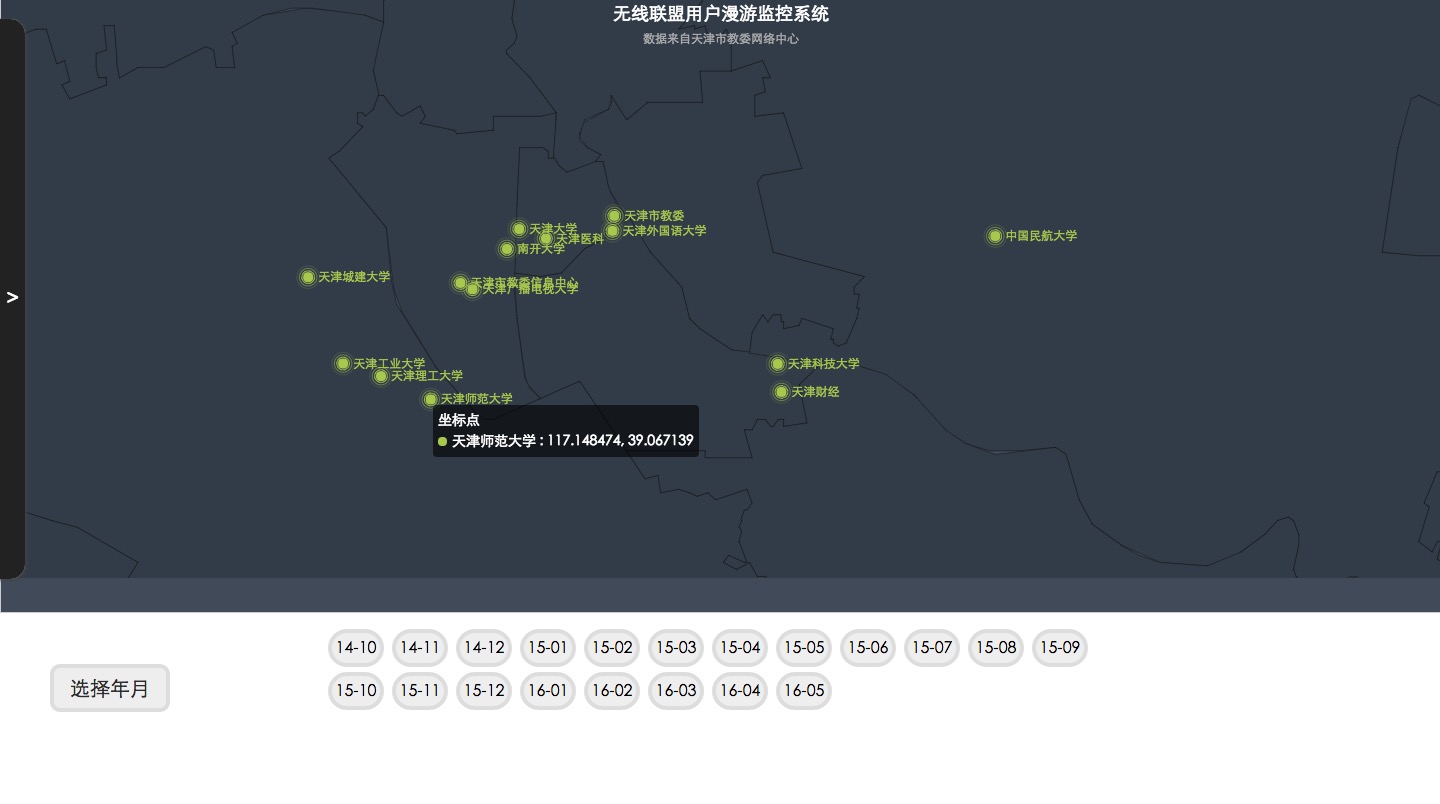 无线联盟用户漫游监控系统
数据来自天津市教委网络中心
天津市教委
天津大学
天津外国语大学
天津医科
中国民航大学
南开大学
天津城建大学
天津市教委信息中心
天津广播电视大学
>
天津工业大学
天津科技大学
天津理工大学
天津财经
天津师范大学
坐标点
天津师范大学 : 117.148474, 39.067139
14-10 14-11 14-12 15-01 15-02 15-03 15-04 15-05 15-06 15-07 15-08 15-09
选择年月
15-10 15-11 15-12 16-01 16-02 16-03 16-04 16-05